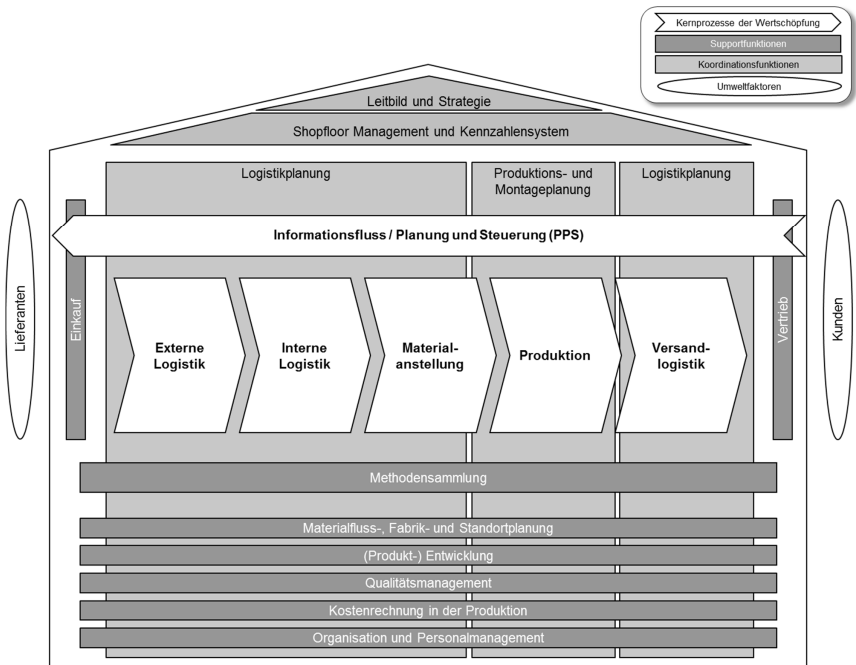 Kernprozesse der Wertschöpfung
Supportfunktionen
Koordinationsfunktionen
Umweltfaktoren
Leitbild und Strategie
Shopfloor Management und Kennzahlensystem
Logistikplanung
Produktions- und
Montageplanung
Logistikplanung
Informationsfluss / Planung und Steuerung (PPS)
Lieferanten
Einkauf
Externe
Logistik
Interne
Logistik
Material-
anstellung
Produktion
Versand-
logistik
Vertrieb
Kunden
Methodensammlung
Materialfluss-, Fabrik- und Standortplanung
(Produkt-) Entwicklung
Qualitätsmanagement
Kostenrechnung in der Produktion
Organisation und Personalmanagement